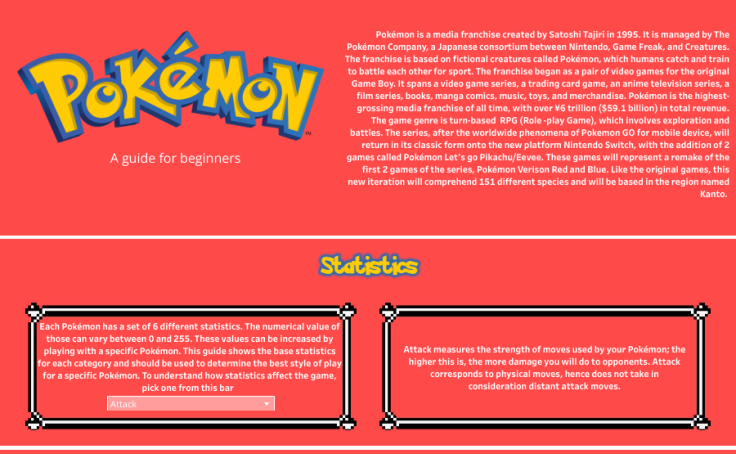 POKéMON
TM
A guide for beginners
Pokémon is a media franchise created by Satoshi Tajiri in 1995. It is managed by The
Pokémon Company, a Japanese consortium between Nintendo, Game Freak, and Creatures.
The franchise is based on fictional creatures called Pokémon, which humans catch and train
to battle each other for sport. The franchise began as a pair of video games for the original
Game Boy. It spans a video game series, a trading card game, an anime television series, a
film series, books, manga comics, music, toys, and merchandise. Pokémon is the highest-
grossing media franchise of all time, with over ¥6 trillion ($59.1 billion) in total revenue.
The game genre is turn-based RPG (Role -play Game), which involves exploration and
battles. The series, after the worldwide phenomena of Pokemon GO for mobile device, will
return in its classic form onto the new platform Nintendo Switch, with the addition of 2
games called Pokémon Let's go Pikachu/Eevee. These games will represent a remake of the
first 2 games of the series, Pokémon Verison Red and Blue. Like the original games, this
new iteration will comprehend 151 different species and will be based in the region named
Kanto.
Statistics
Each Pokémon has a set of 6 different statistics. The numerical value of
those can vary between 0 and 255. These values can be increased by
playing with a specific Pokémon. This guide shows the base statistics
for each category and should be used to determine the best style of play
for a specific Pokémon. To understand how statistics affect the game,
pick one from this bar
Attack
Attack measures the strength of moves used by your Pokémon; the
higher this is, the more damage you will do to opponents. Attack
corresponds to physical moves, hence does not take in
consideration distant attack moves.